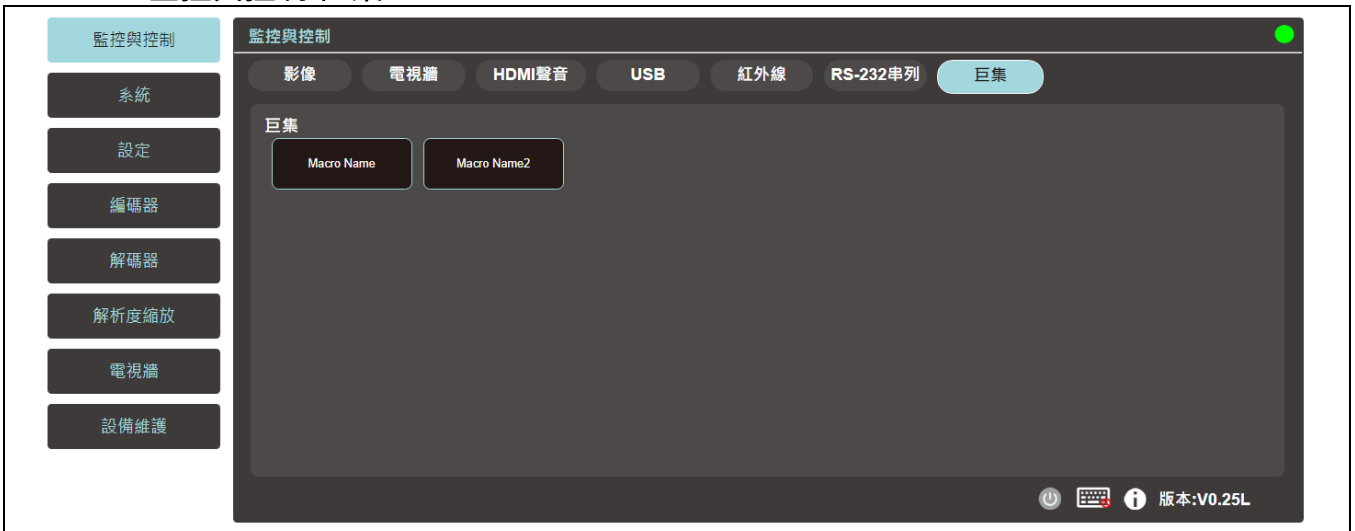 監控與控制
系統
設定
編碼器
解碼器
解析度縮放
電視牆
設備維護
監控與控制
影像 電視牆 HDMI聲音 USB 紅外線 RS-232串列 巨集
巨集
Macro Name Macro Name2
版本:V0.25L